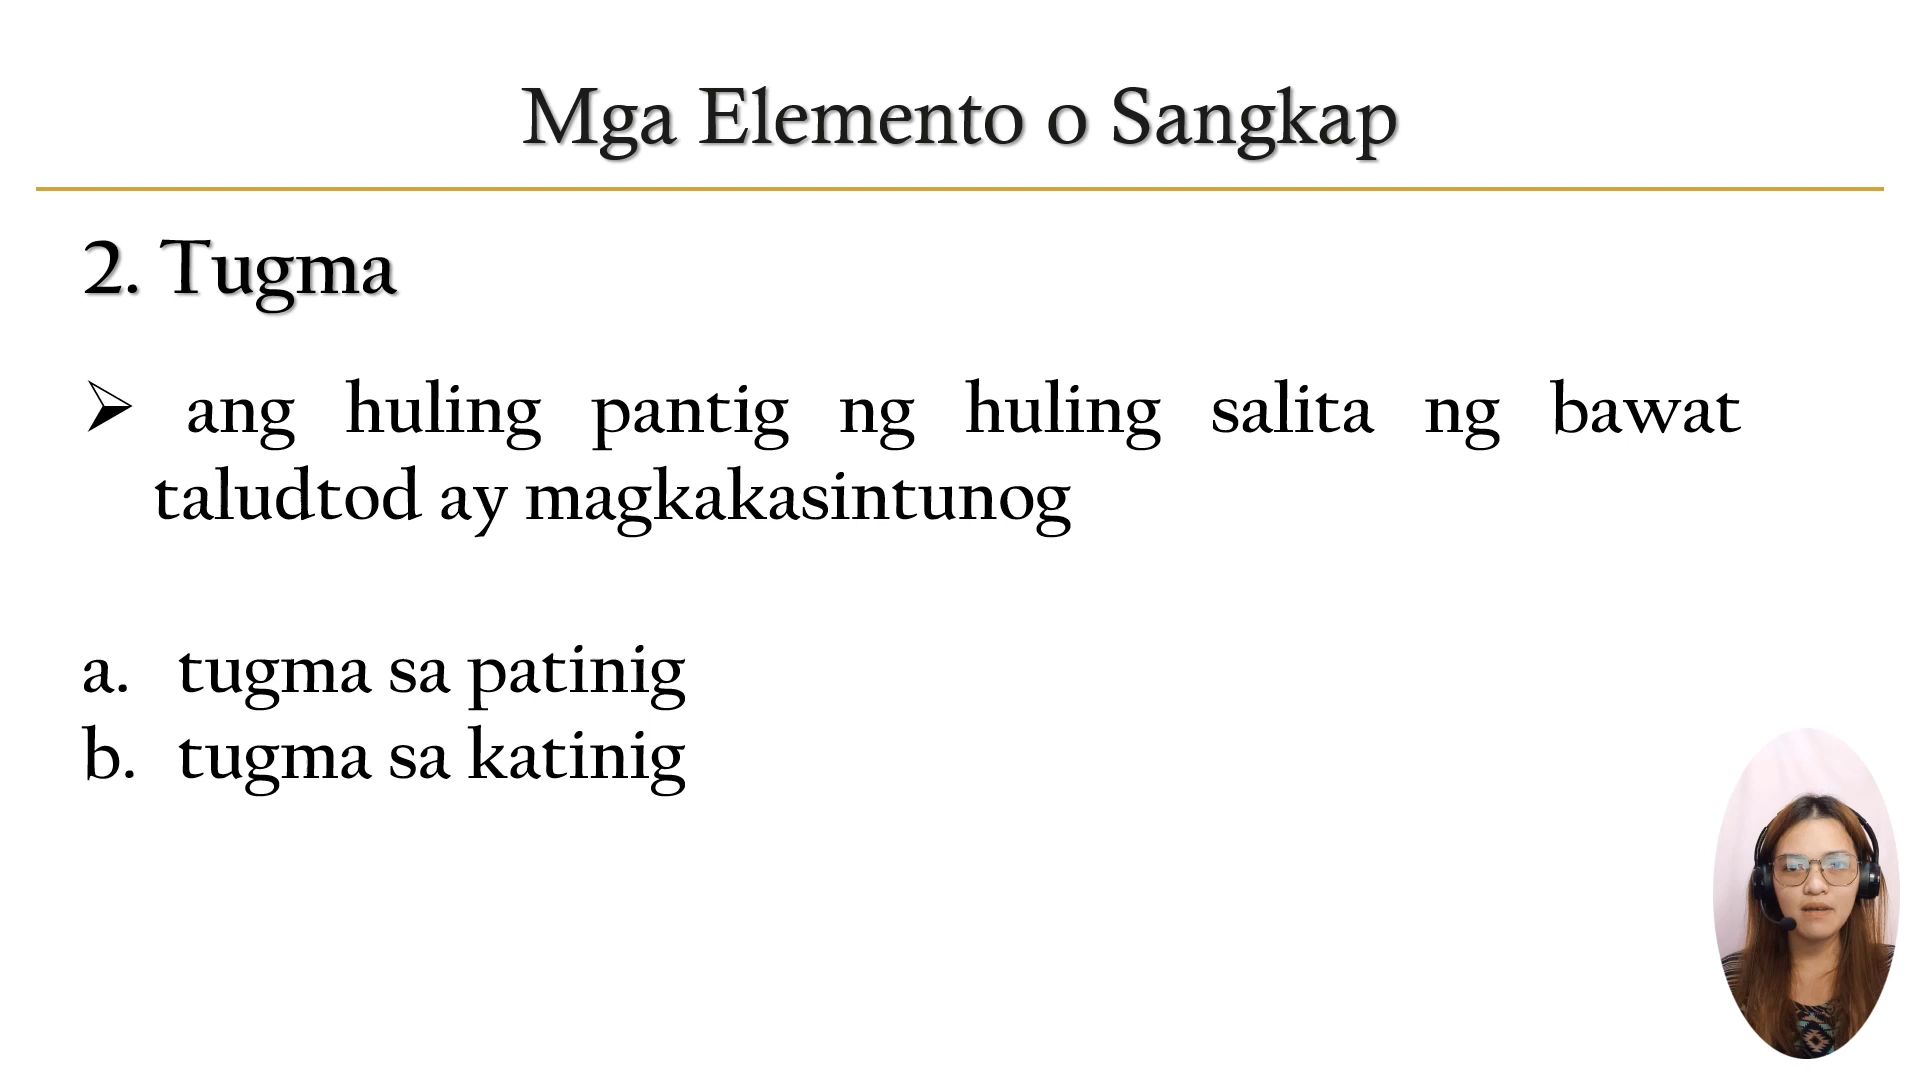 Mga Elemento o Sangkap
2. Tugma
➢ ang huling pantig ng huling salita ng bawat
taludtod ay magkakasintunog
a. tugma sa patinig
b. tugma sa katinig